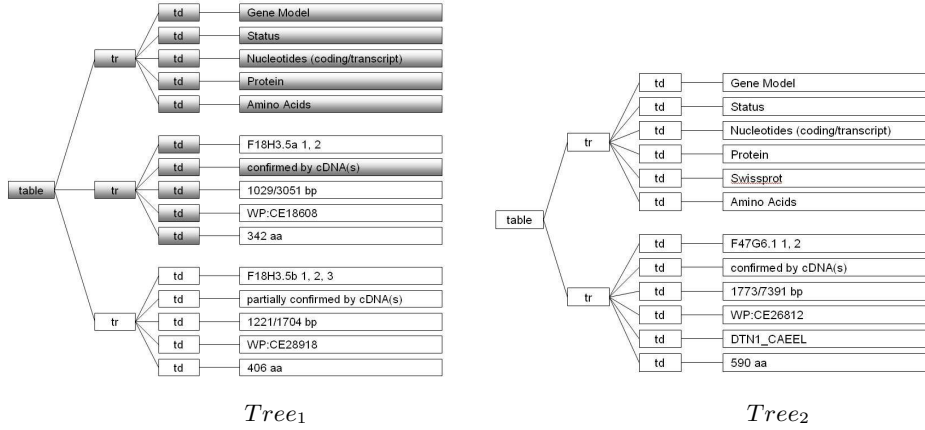 td Gene Model
td Status
tr td Nucleotides (coding/transcript)
td Protein
td Amino Acids
td F18H3.5a 1, 2
td confirmed by cDNA(s)
table tr td 1029/3051 bp
td WP:CE18608
td 342 aa
td F18H3.5b 1, 2, 3
td partially confirmed by cDNA(s)
tr td 1221/1704 bp
td WP:CE28918
td 406 aa
Tree1
td Gene Model
td Status
td Nucleotides (coding/transcript)
tr
td Protein
td Swissprot
td Amino Acids
table
td F47G6.1 1, 2
td confirmed by cDNA(s)
td 1773/7391 bp
tr
td WP:CE26812
td DTN1_CAEEL
td 590 aa
Tree2